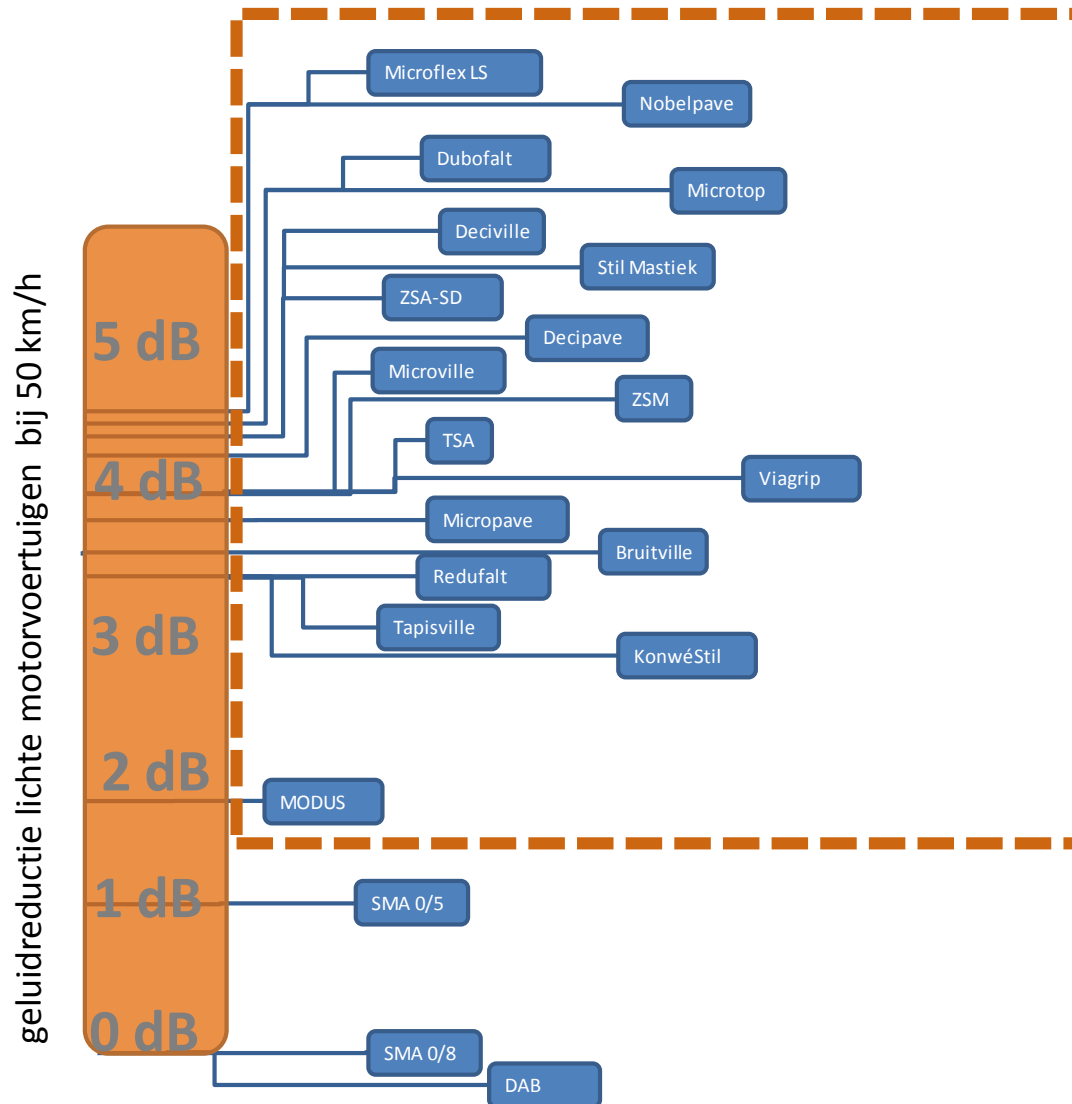 geluidreductie lichte motorvoertuigen bij 50 km/h
Microflex LS
Nobelpave
Dubofalt
Microtop
Deciville
Stil Mastiek
ZSA-SD
Decipave
5 dB
Microville
ZSM
TSA
Viagrip
4 dB
Micropave
Bruitville
Redufalt
Tapisville
3 dB
KonwéStil
2 dB
MODUS
1 dB
SMA 0/5
0 dB
SMA 0/8
DAB